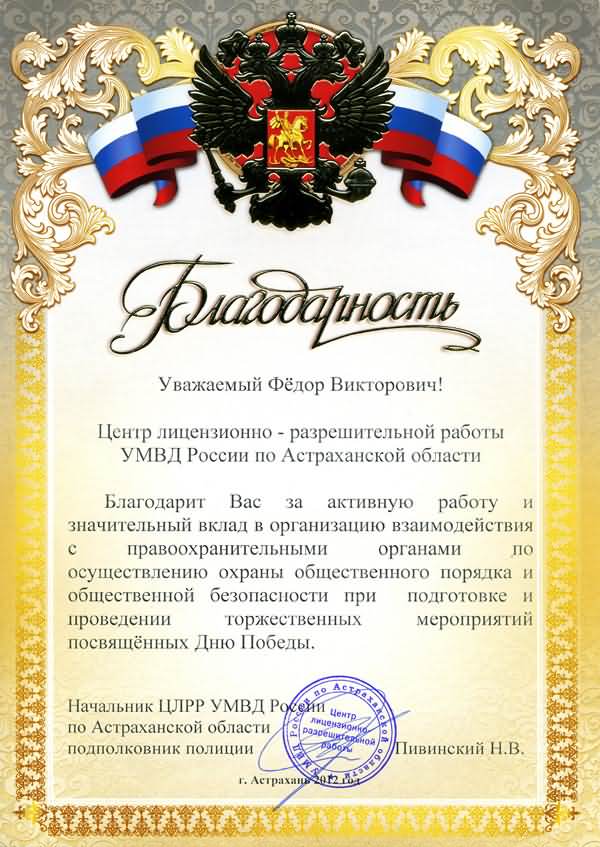 Благодарность
Уважаемый Фёдор Викторович!
Центр лицензионно - разрешительной работы
УМВД России по Астраханской области
Благодарит Вас за активную работу и
значительный вклад в организацию взаимодействия
с правоохранительными органами по
осуществлению охраны общественного порядка и
общественной безопасности при подготовке и
проведении торжественных мероприятий
посвящённых Дню Победы.
Начальник ЦЛРР УМВД России
по Астраханской области
подполковник полиции Пивинский Н.В.
УМВД России по Астраханской области
Центр
лицензионно
разрешительной
работы
г. Астрахань 2012 год